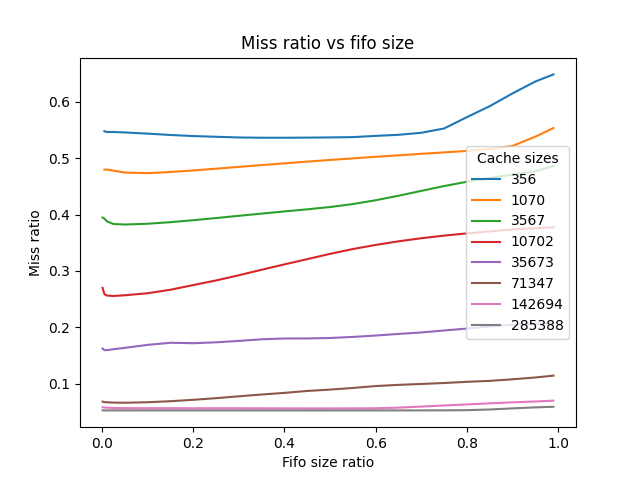 Miss ratio vs fifo size
Miss ratio
0.6
0.5
0.4
0.3
0.2
0.1
Cache sizes
356
1070
3567
10702
35673
71347
142694
285388
0.0 0.2 0.4 0.6 0.8 1.0
Fifo size ratio